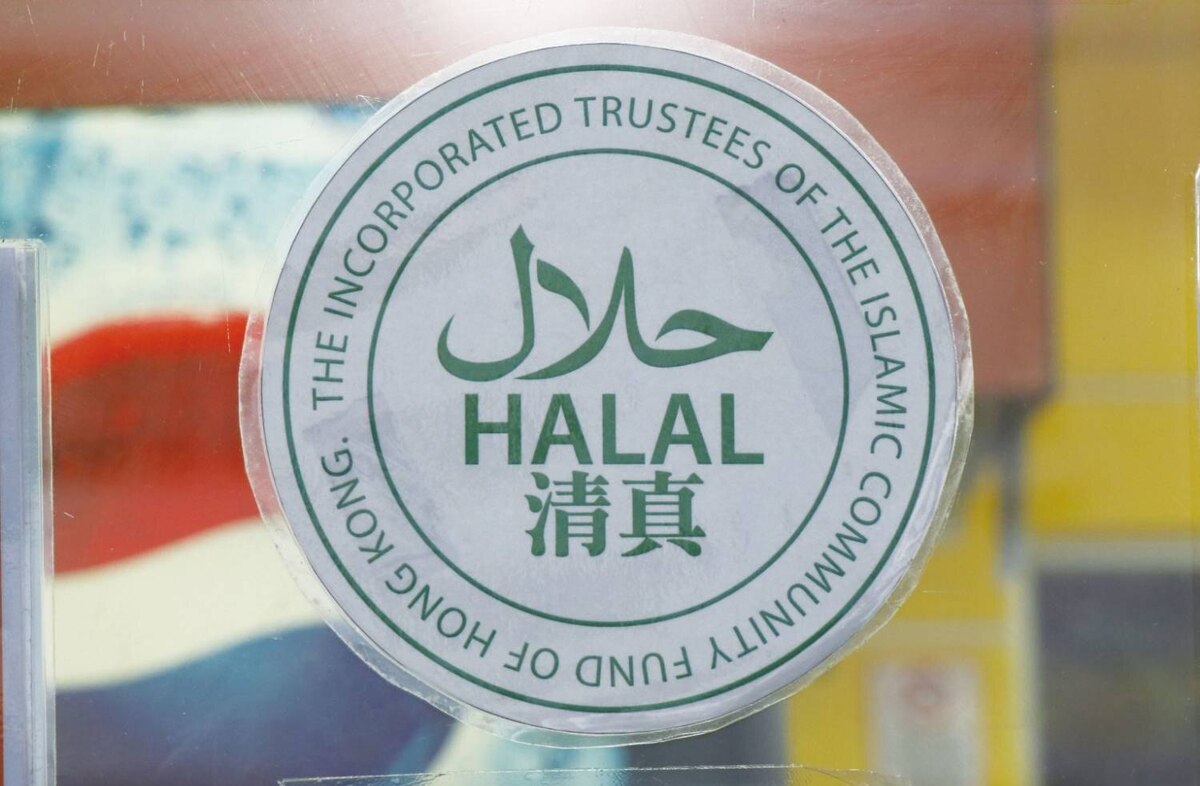 THE INCORPORATED TRUSTEES OF THE ISLAMIC COMMUNITY FUND OF HONG KONG.
حلال
HALAL
清真